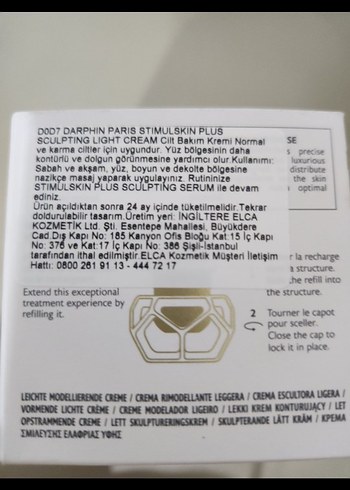 D0D7 DARPHIN PARIS STIMULSKIN PLUS
SCULPTING LIGHT CREAM Cilt Bakım Kremi Normal
ve karma ciltler için uygundur. Yüz bölgesinin daha
kontürlü ve dolgun görünmesine yardımcı olur.Kullanımı:
Sabah ve akşam, yüz, boyun ve dekolte bölgesine
nazikçe masaj yaparak uygulayınız. Rutininize
STIMULSKIN PLUS SCULPTING SERUM ile devam
ediniz.
Ürün açıldıktan sonra 24 ay içinde tüketilmelidir.Tekrar
doldurulabilir tasarım.Üretim yeri: İNGİLTERE ELCA
KOZMETİK Ltd. Şti. Esentepe Mahallesi, Büyükdere
Cad.Dış Kapı No: 185 Kanyon Ofis Bloğu Kat:15 İç Kapı
No: 376 ve Kat:17 İç Kapı No: 386 Şişli-İstanbul
tarafından ithal edilmiştir.ELCA Kozmetik Müşteri İletişim
Hattı: 0800 261 91 13 - 444 72 17
SE
precise
luxurious
distribute
the skin
optimal
r la recharge
a structure.
he refill into
the structure.
Extend this exceptional
treatment experience by
refilling it.
2 Tourner le capot
pour sceller.
Close the cap to
lock it in place.
LEICHTE MODELLIERENDE CREME / CREMA RIMODELLANTE LEGGERA / CREMA ESCULTORA LIGERA /
VORMENDE LICHTE CRÈME / CREME MODELADOR LIGEIRO / LEKKI KREM KONTURUJĄCY / LET
OPSTRAMMENDE CREME / LETT SKULPTURERINGSKREM / SKULPTERANDE LÄTT KRÄM / ΚΡΕΜΑ
ΣΜΙΛΕΥΣΗΣ ΕΛΑΦΡΙΑΣ ΥΦΗΣ